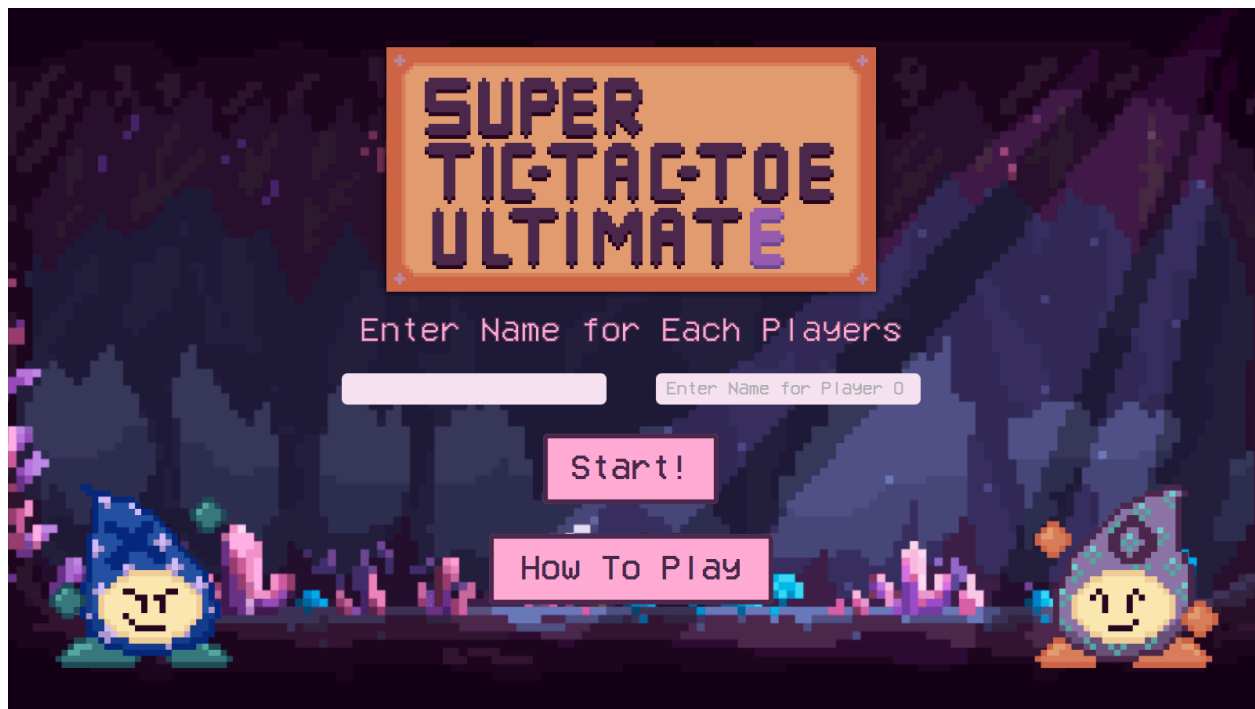 SUPER
TIC-TAC-TOE
ULTIMATE
Enter Name for Each Players
Enter Name for Player O
Start!
How To Play